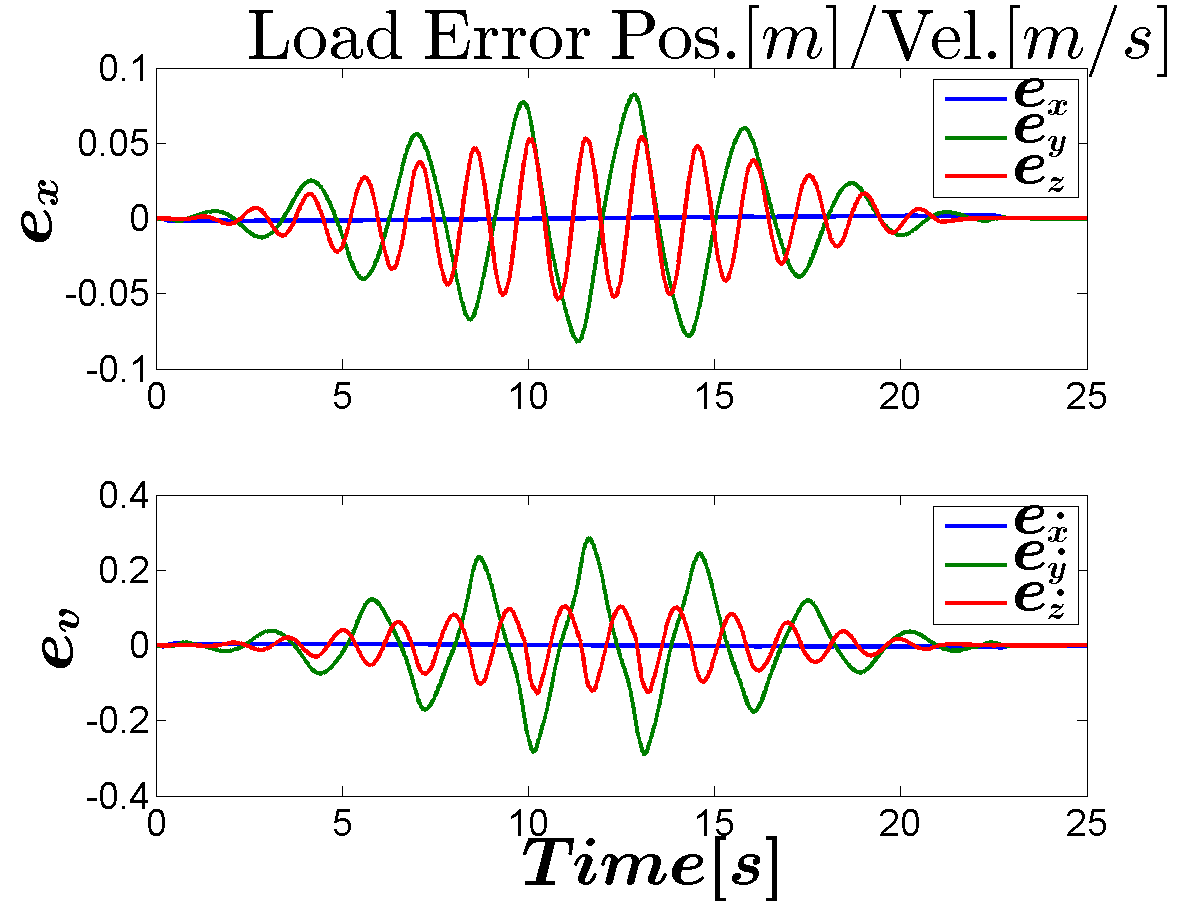 Load Error Pos.[m]/Vel.[m/s]
0.1
0.05
0
-0.05
-0.1
e_x
e_x
e_y
e_z
0 5 10 15 20 25
0.4
0.2
0
-0.2
-0.4
e_v
e_ẋ
e_ẏ
e_ż
0 5 10 15 20 25
Time[s]